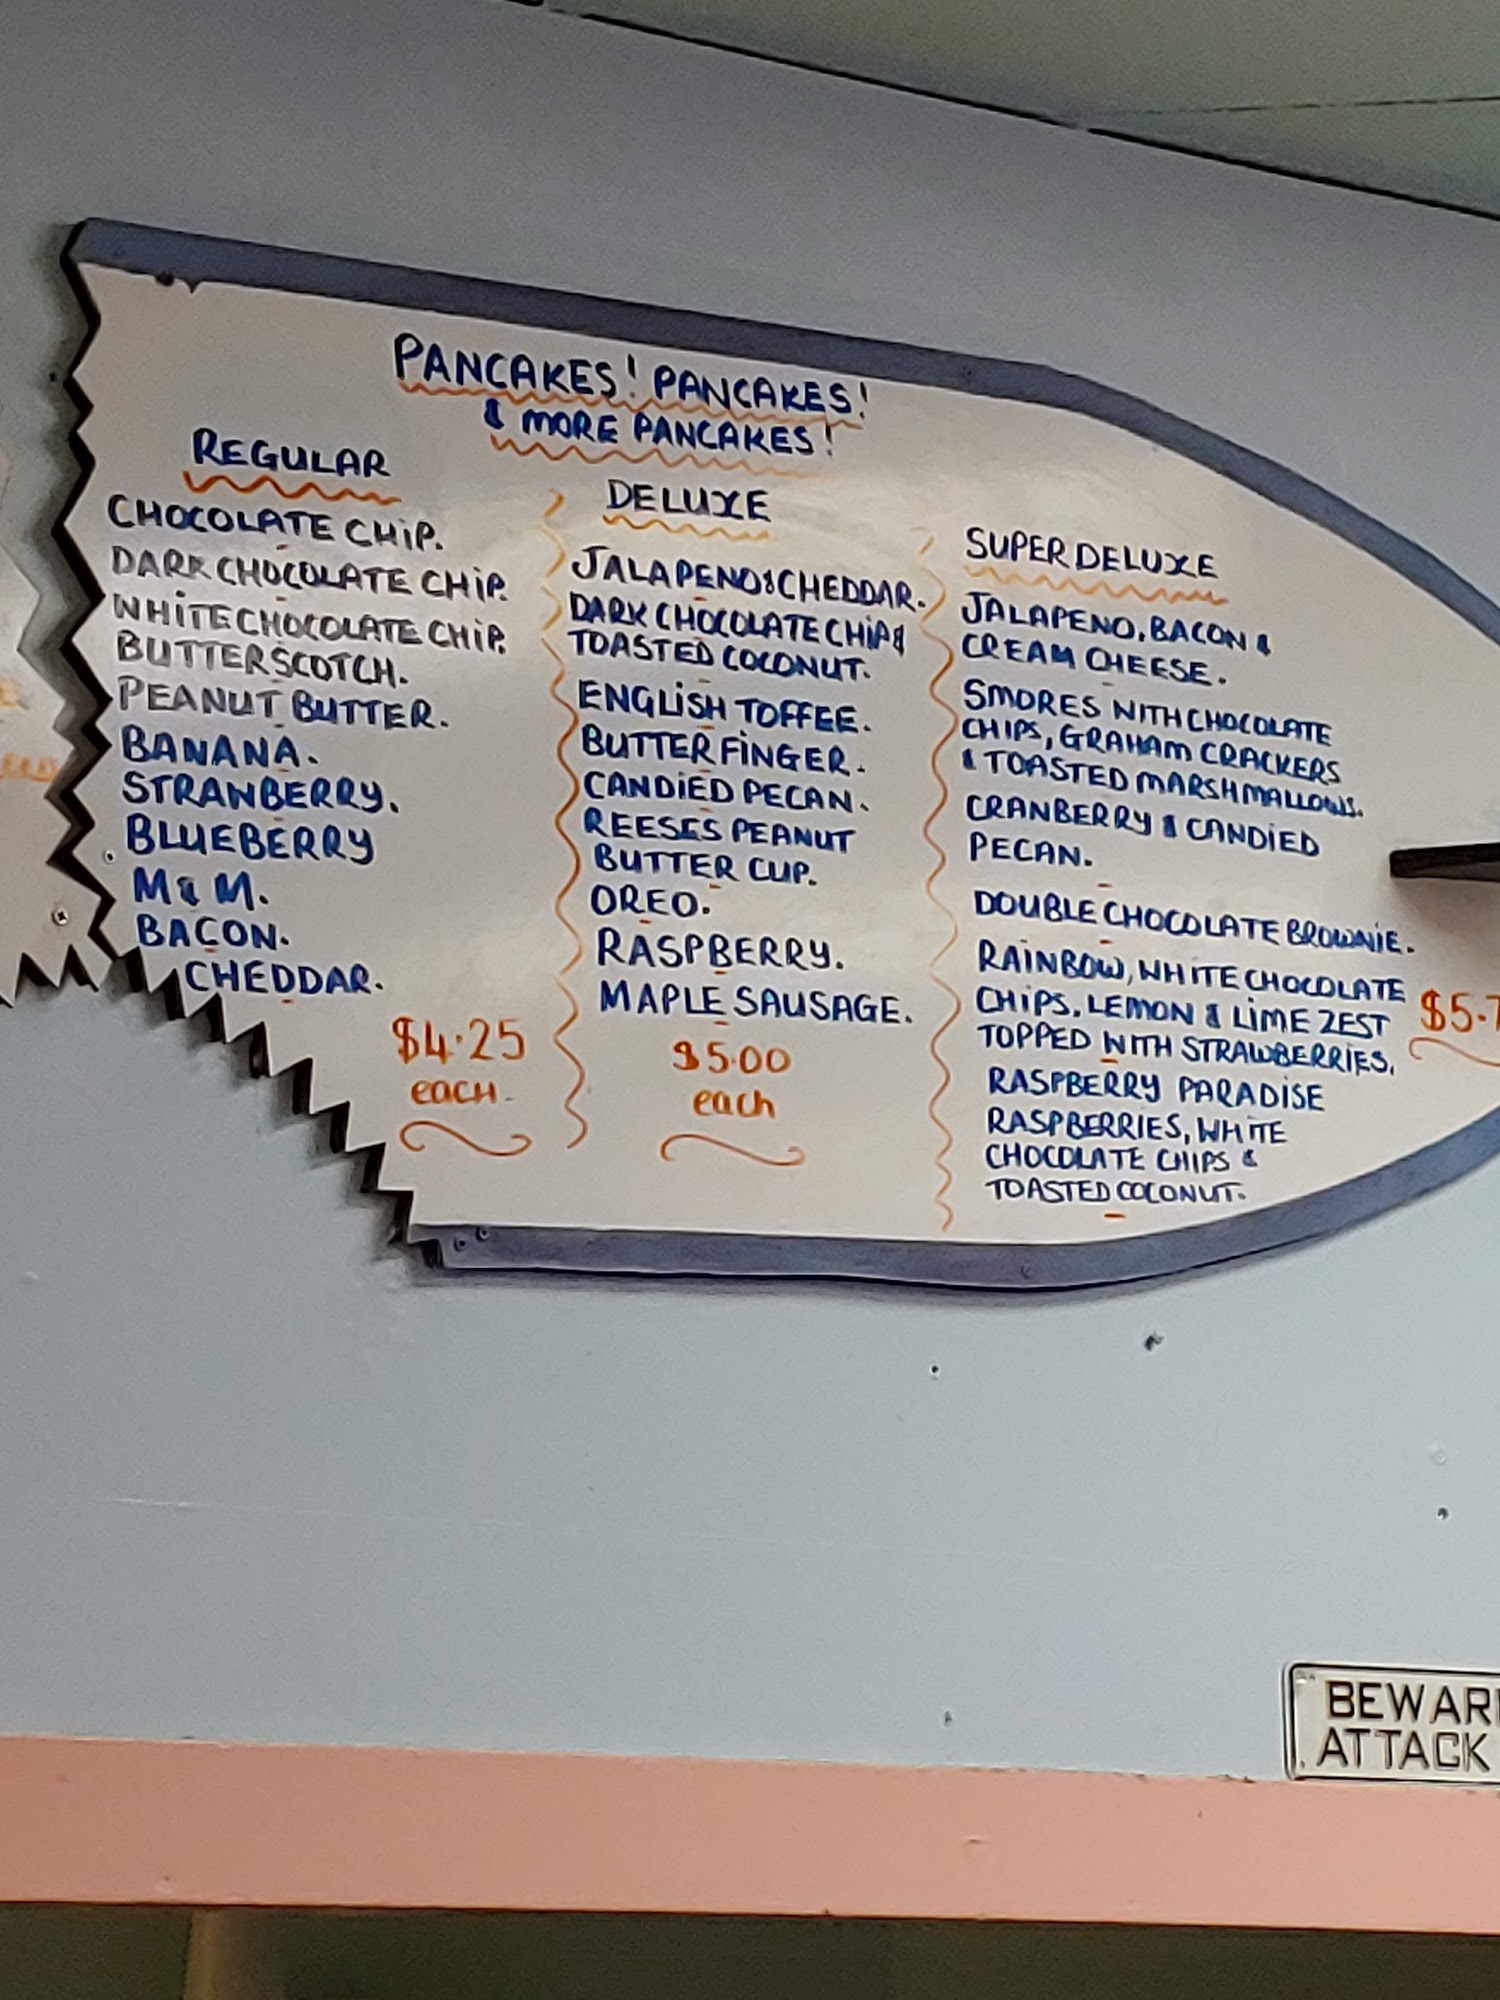 PANCAKES! PANCAKES!
& MORE PANCAKES!
REGULAR
CHOCOLATE CHIP.
DARK CHOCOLATE CHIP.
WHITE CHOCOLATE CHIP.
BUTTERSCOTCH.
PEANUT BUTTER.
BANANA.
STRAWBERRY.
BLUEBERRY
M & M.
BACON.
CHEDDAR.
$4.25
each.
DELUXE
JALAPENO & CHEDDAR.
DARK CHOCOLATE CHIP &
TOASTED COCONUT.
ENGLISH TOFFEE.
BUTTERFINGER.
CANDIED PECAN.
REESES PEANUT
BUTTER CUP.
OREO.
RASPBERRY.
MAPLE SAUSAGE.
$5.00
each
SUPER DELUXE
JALAPENO, BACON &
CREAM CHEESE.
SMORES WITH CHOCOLATE
CHIPS, GRAHAM CRACKERS
& TOASTED MARSHMALLOWS.
CRANBERRY & CANDIED
PECAN.
DOUBLE CHOCOLATE BROWNIE.
RAINBOW, WHITE CHOCOLATE
CHIPS, LEMON & LIME ZEST
TOPPED WITH STRAWBERRIES.
RASPBERRY PARADISE
RASPBERRIES, WHITE
CHOCOLATE CHIPS &
TOASTED COCONUT.
$5.7
BEWAR
ATTACK